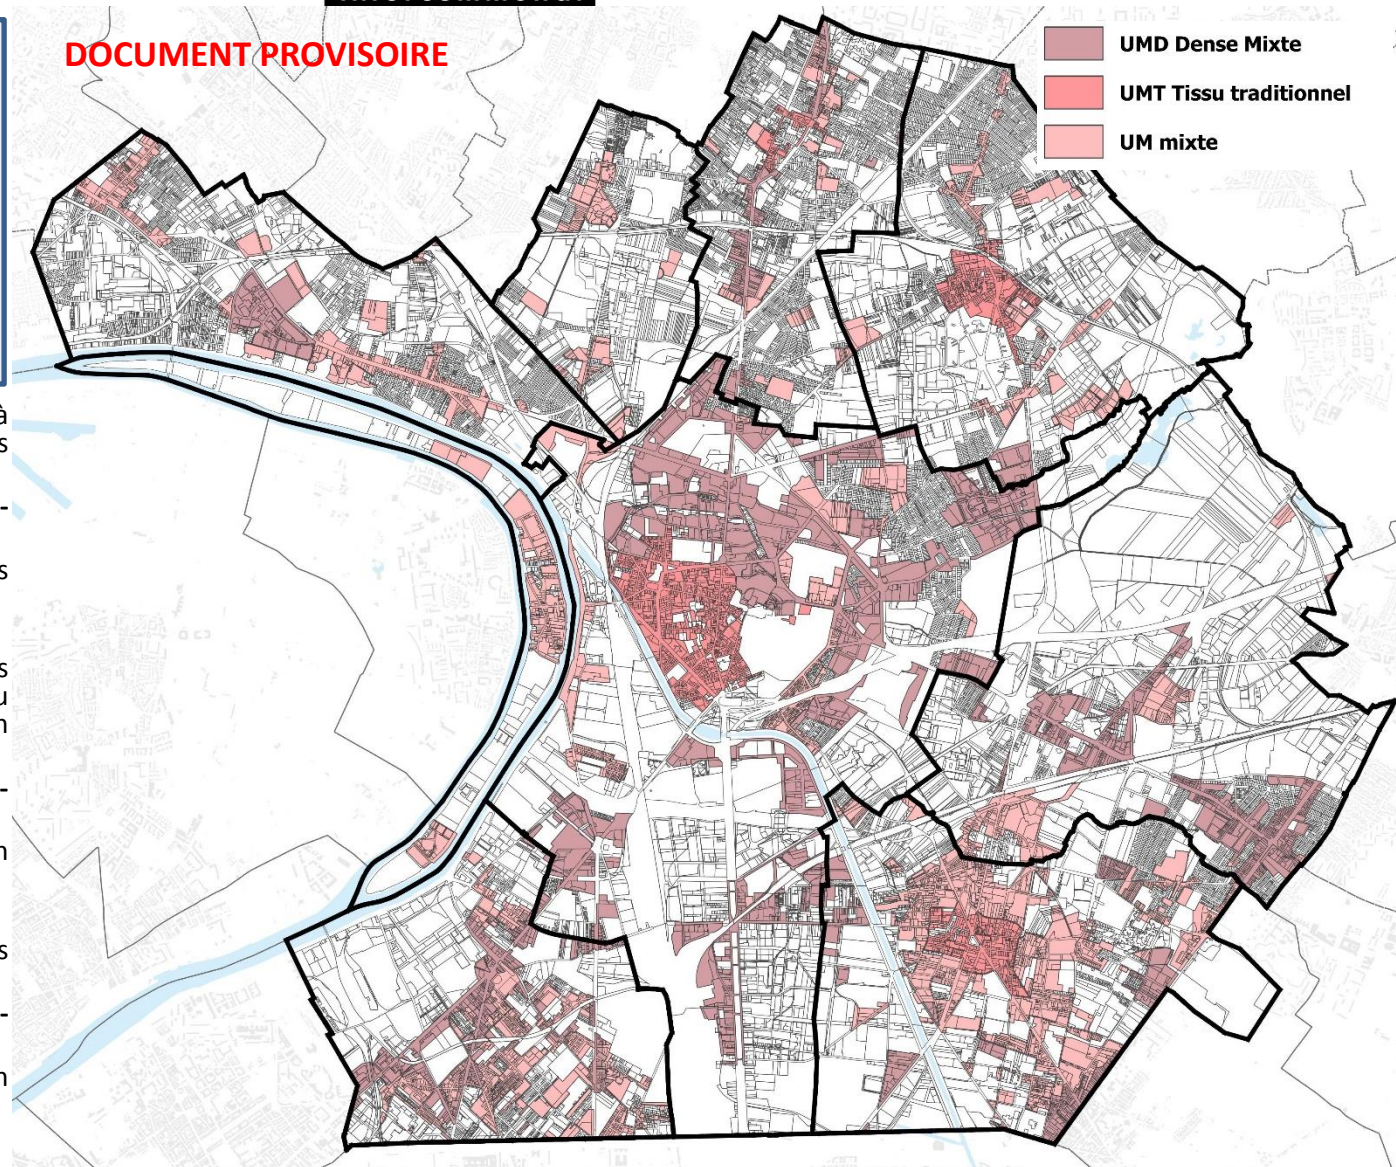 DOCUMENT PROVISOIRE
UMD Dense Mixte
UMT Tissu traditionnel
UM mixte
à
s
-
s
s
u
n
-
n
s
-
n